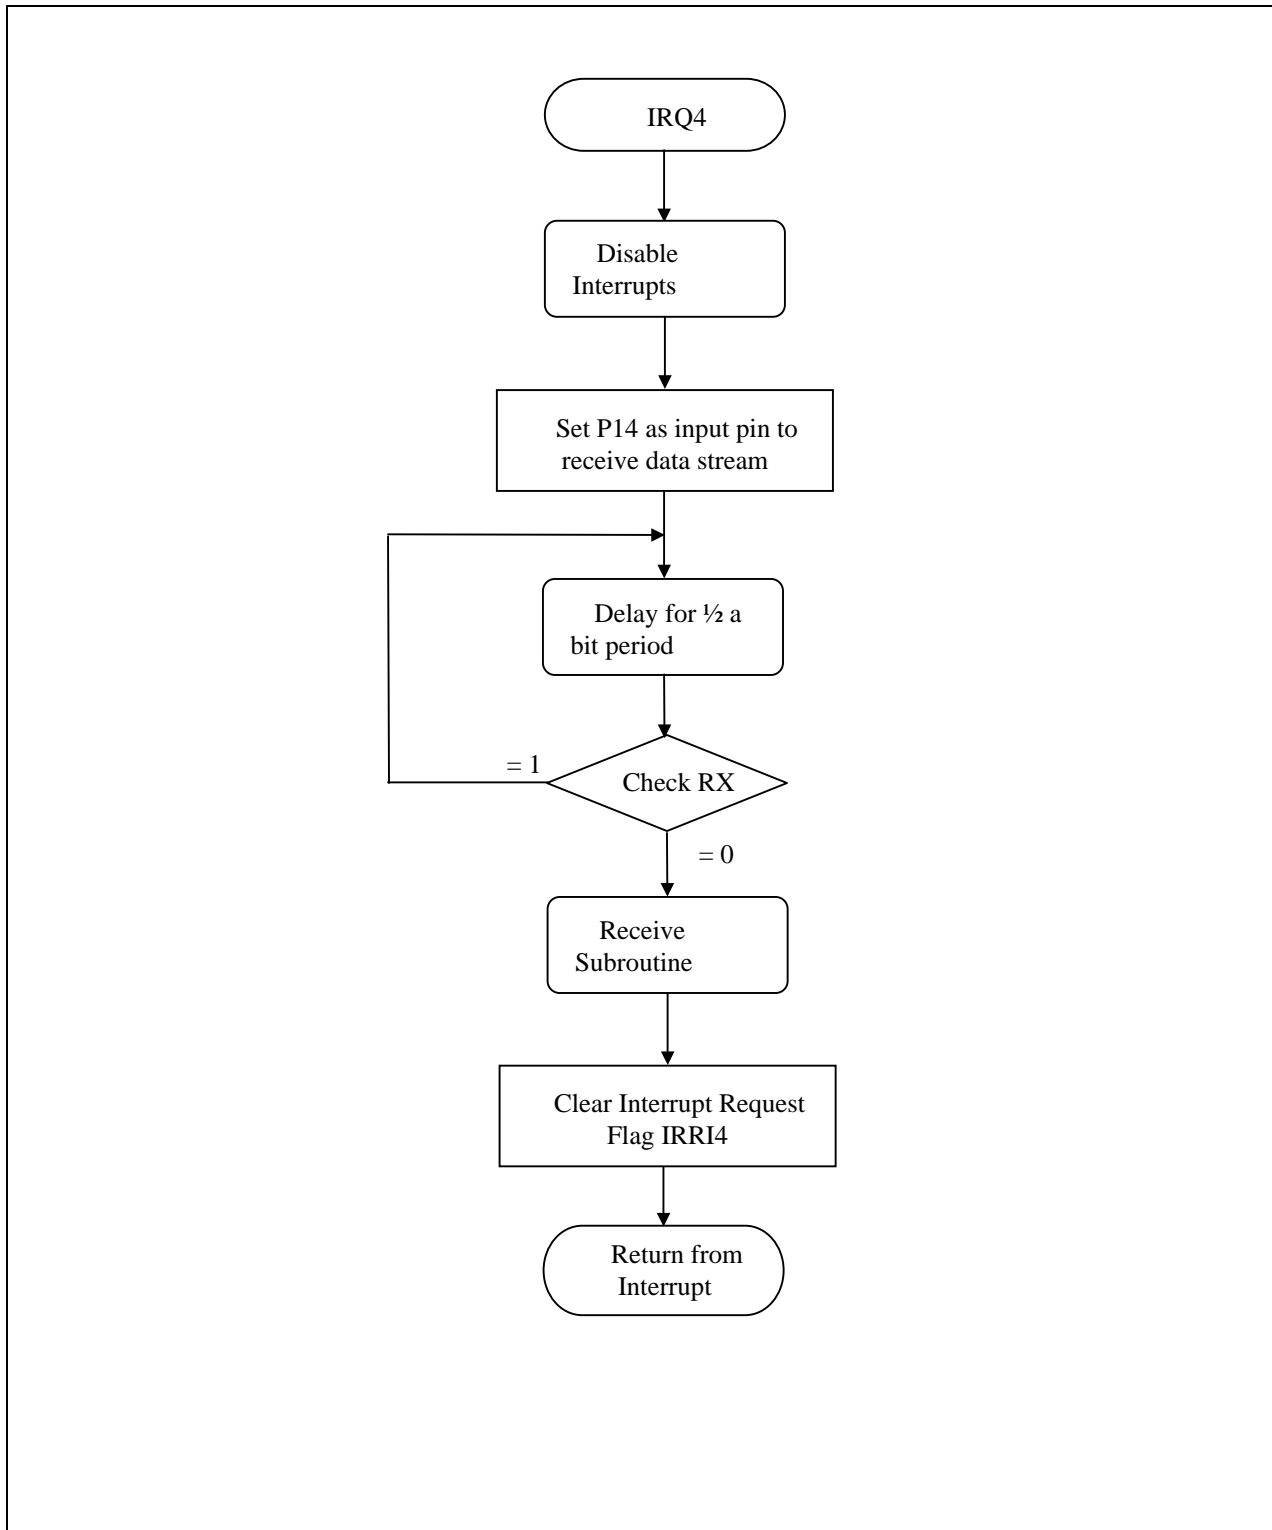 IRQ4
Disable
Interrupts
Set P14 as input pin to
receive data stream
Delay for ½ a
bit period
= 1
Check RX
= 0
Receive
Subroutine
Clear Interrupt Request
Flag IRRI4
Return from
Interrupt